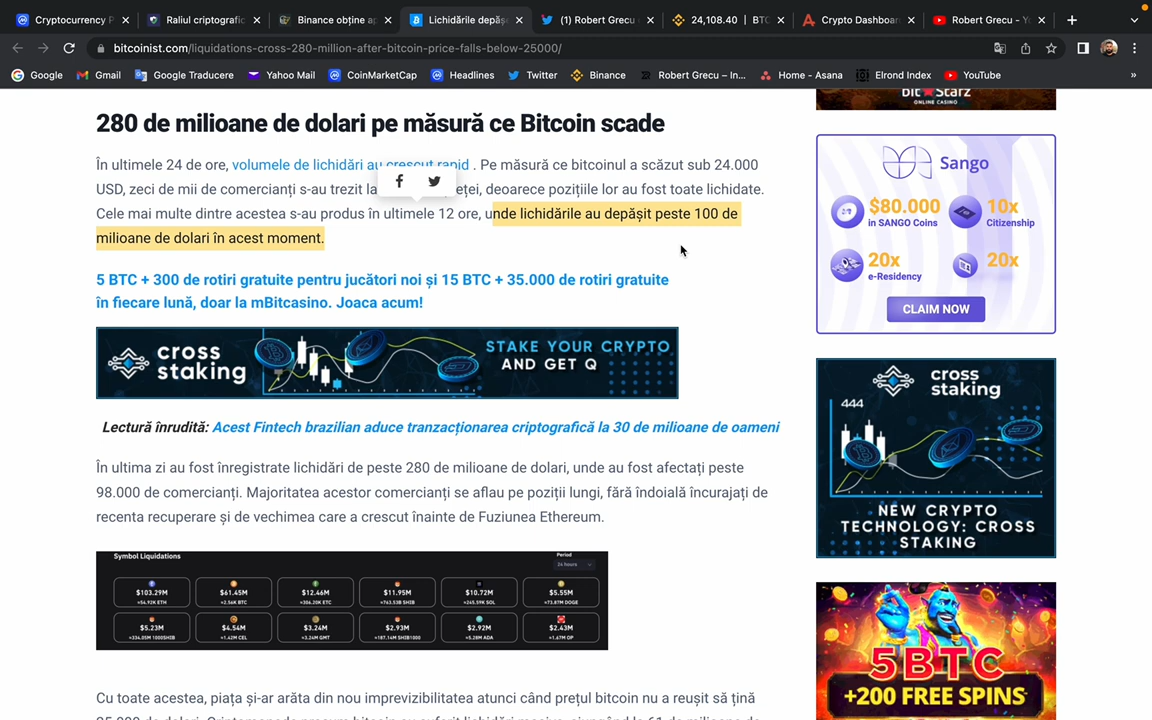 Cryptocurrency P
Raliul criptografic
Binance obține ap
Lichidările depășe
(1) Robert Grecu
24,108.40 | BTC
Crypto Dashboar
Robert Grecu - Yo
bitcoinist.com/liquidations-cross-280-million-after-bitcoin-price-falls-below-25000/
Google
Gmail
Google Traducere
Yahoo Mail
CoinMarketCap
Headlines
Twitter
Binance
Robert Grecu – In...
Home - Asana
Elrond Index
YouTube
»
280 de milioane de dolari pe măsură ce Bitcoin scade
În ultimele 24 de ore, volumele de lichidări au crescut rapid . Pe măsură ce bitcoinul a scăzut sub 24.000
USD, zeci de mii de comercianți s-au trezit la eței, deoarece pozițiile lor au fost toate lichidate.
Cele mai multe dintre acestea s-au produs în ultimele 12 ore, unde lichidările au depășit peste 100 de
milioane de dolari în acest moment.
5 BTC + 300 de rotiri gratuite pentru jucători noi și 15 BTC + 35.000 de rotiri gratuite
în fiecare lună, doar la mBitcasino. Joaca acum!
cross
staking
STAKE YOUR CRYPTO
AND GET Q
Lectură înrudită: Acest Fintech brazilian aduce tranzacționarea criptografică la 30 de milioane de oameni
În ultima zi au fost înregistrate lichidări de peste 280 de milioane de dolari, unde au fost afectați peste
98.000 de comercianți. Majoritatea acestor comercianți se aflau pe poziții lungi, fără îndoială încurajați de
recenta recuperare și de vechimea care a crescut înainte de Fuziunea Ethereum.
Symbol Liquidations
Period
24 hours
$103.29M
≈54.92K ETH
$61.45M
≈2.56K BTC
$12.46M
≈356.20K ETC
$11.95M
≈763.53B SHIB
$10.72M
≈245.59K SOL
$5.55M
≈73.87M DOGE
$5.23M
≈334.05M 1000SHIB
$4.54M
≈1.42M CEL
$3.24M
≈3.24M GMT
$2.93M
≈187.14M SHIB1000
$2.92M
≈5.28M ADA
$2.43M
≈1.67M OP
Cu toate acestea, piața și-ar arăta din nou imprevizibilitatea atunci când prețul bitcoin nu a reușit să țină
bitStarz
ONLINE CASINO
Sango
$80.000
in SANGO Coins
10x
Citizenship
20x
e-Residency
20x
CLAIM NOW
cross
staking
444
NEW CRYPTO
TECHNOLOGY: CROSS
STAKING
5BTC
+200 FREE SPINS